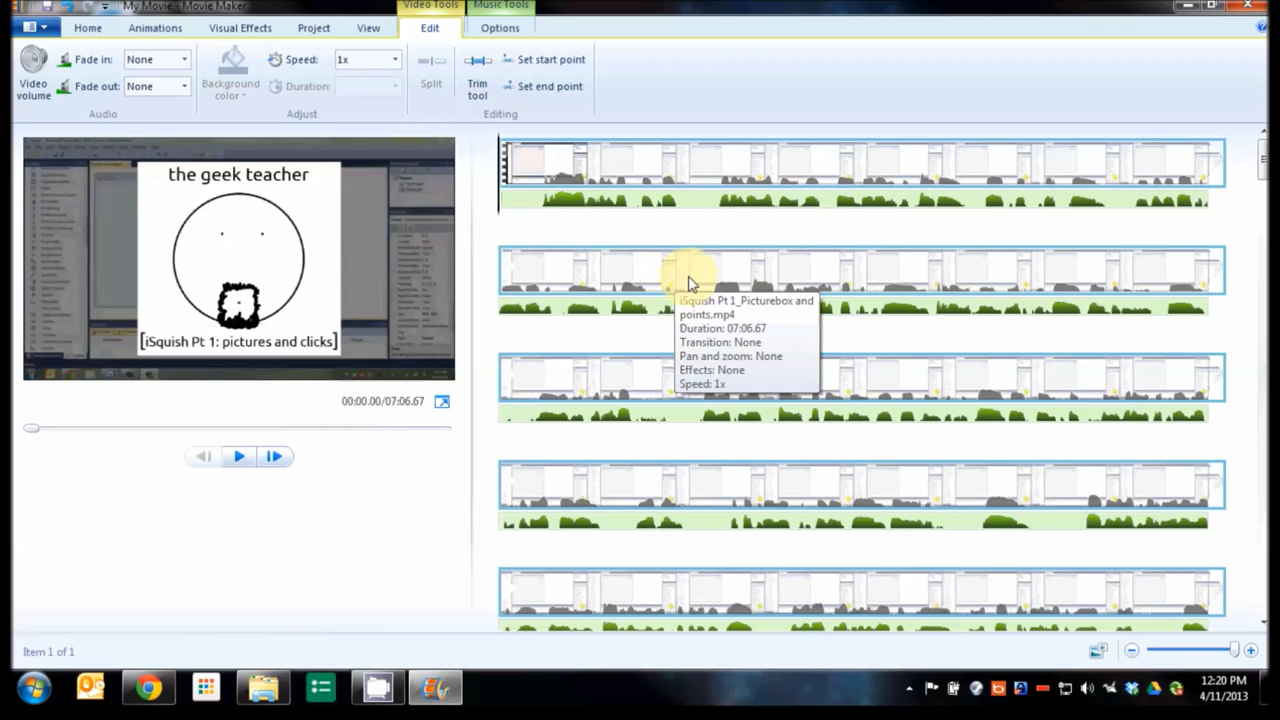 My Movie - Movie Maker
Video Tools
Music Tools
Home
Animations
Visual Effects
Project
View
Edit
Options
Video volume
Fade in:
None
Fade out:
None
Audio
Background color
Speed:
1x
Duration:
Adjust
Split
Trim tool
Set start point
Set end point
Editing
the geek teacher
[iSquish Pt 1: pictures and clicks]
00:00.00/07:06.67
iSquish Pt 1_Picturebox and
points.mp4
Duration: 07:06.67
Transition: None
Pan and zoom: None
Effects: None
Speed: 1x
Item 1 of 1
12:20 PM
4/11/2013